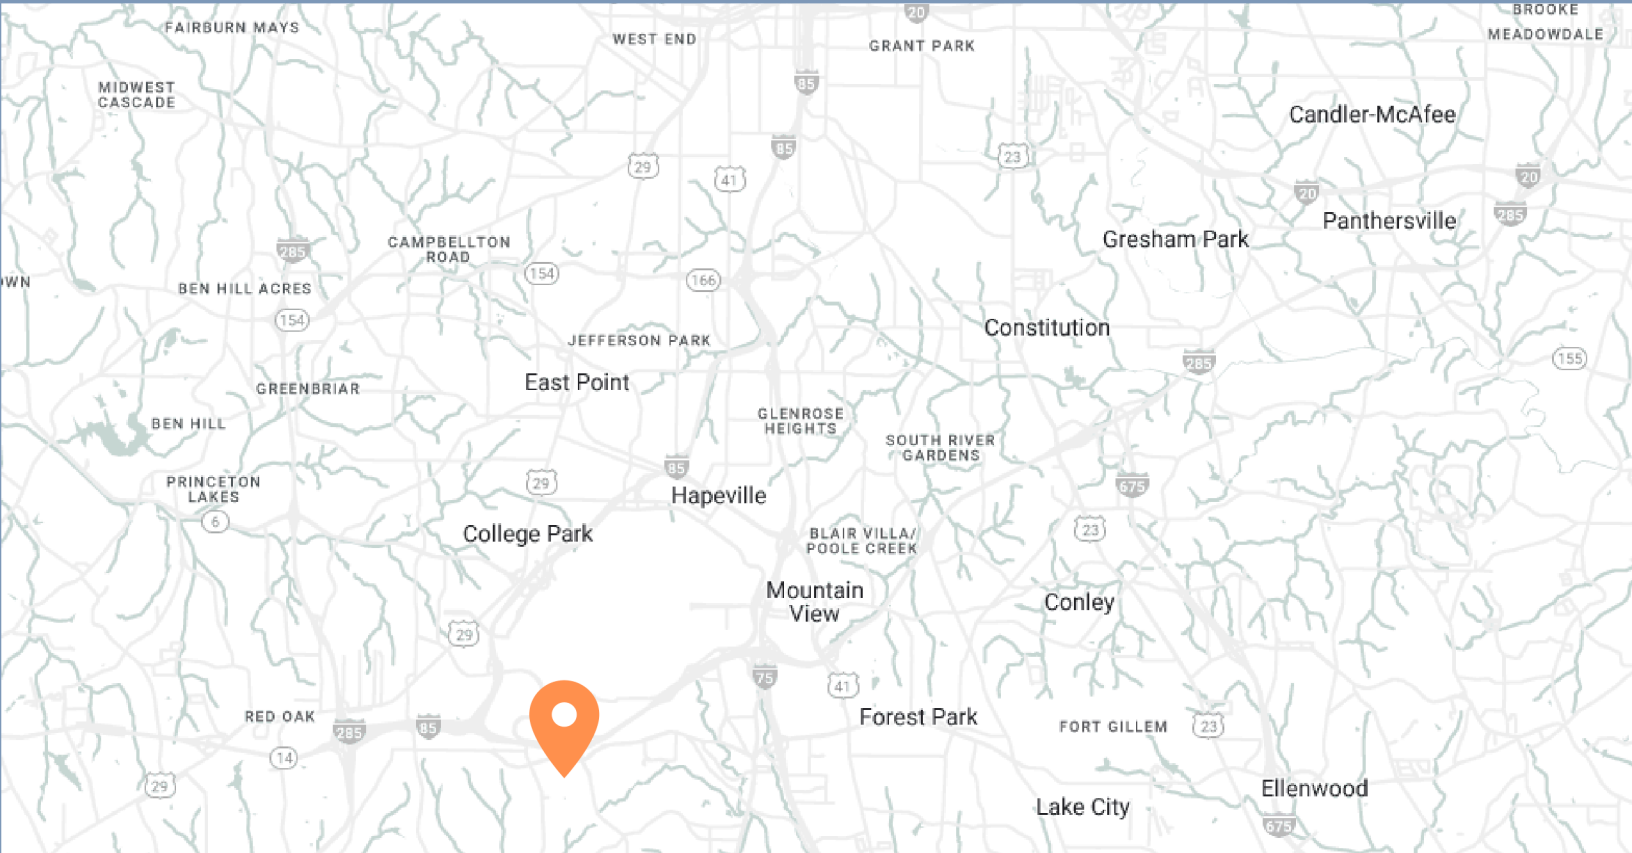 BROOKE
MEADOWDALE
20
FAIRBURN MAYS
WEST END
GRANT PARK
85
MIDWEST
CASCADE
Candler-McAfee
85
23
29
41
20
20
285
Panthersville
Gresham Park
285
CAMPBELLTON
ROAD
154
166
OWN
BEN HILL ACRES
154
Constitution
JEFFERSON PARK
285
155
East Point
GREENBRIAR
GLENROSE
HEIGHTS
BEN HILL
SOUTH RIVER
GARDENS
85
29
675
PRINCETON
LAKES
Hapeville
6
23
College Park
BLAIR VILLA/
POOLE CREEK
Mountain
View
Conley
29
75
41
RED OAK
Forest Park
FORT GILLEM
23
285
85
14
29
Ellenwood
Lake City
675